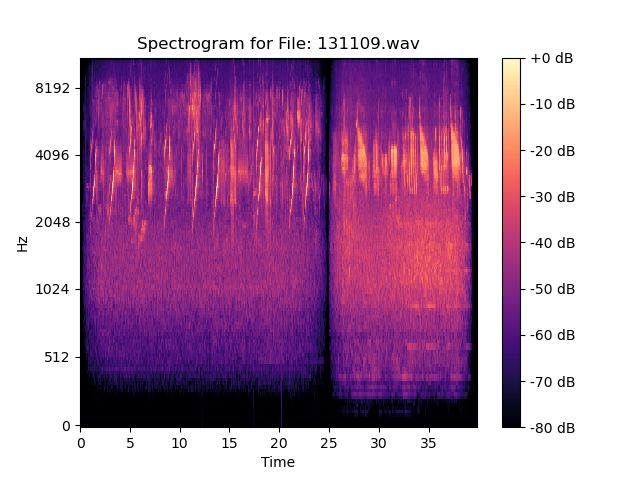 Spectrogram for File: 131109.wav
8192
4096
2048
1024
512
0
Hz
0 5 10 15 20 25 30 35
Time
+0 dB
-10 dB
-20 dB
-30 dB
-40 dB
-50 dB
-60 dB
-70 dB
-80 dB